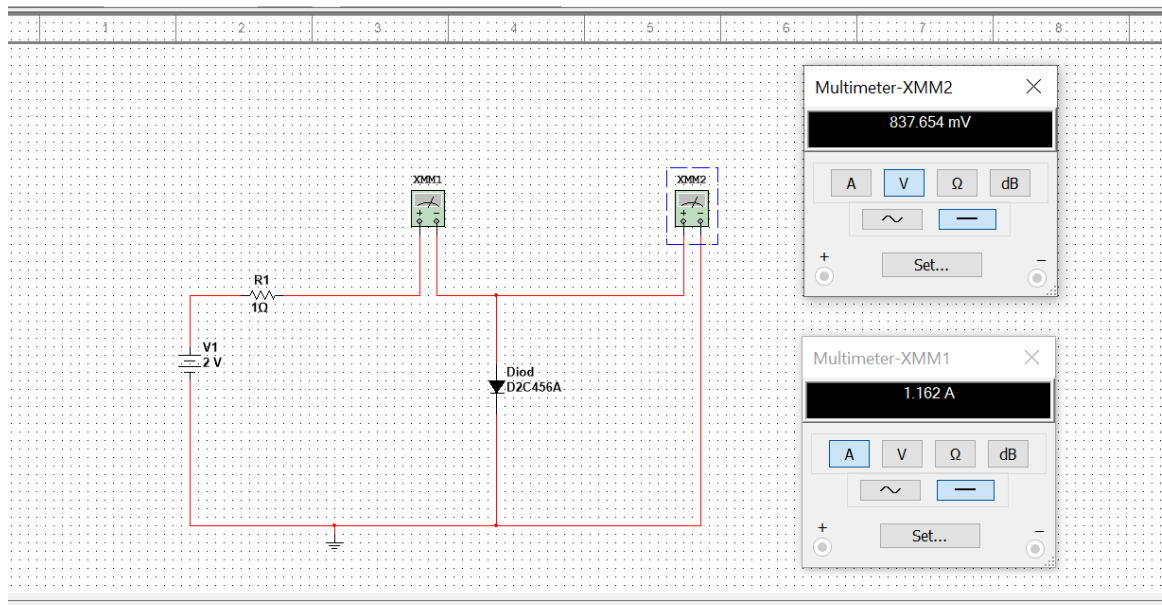 1 2 3 4 5 6 7 8
Multimeter-XMM2
837.654 mV
A V Ω dB
+ −
Set...
XMM1
+ −
XMM2
+ −
R1
1Ω
V1
2 V
Diod
D2C456A
Multimeter-XMM1
1.162 A
A V Ω dB
+ −
Set...